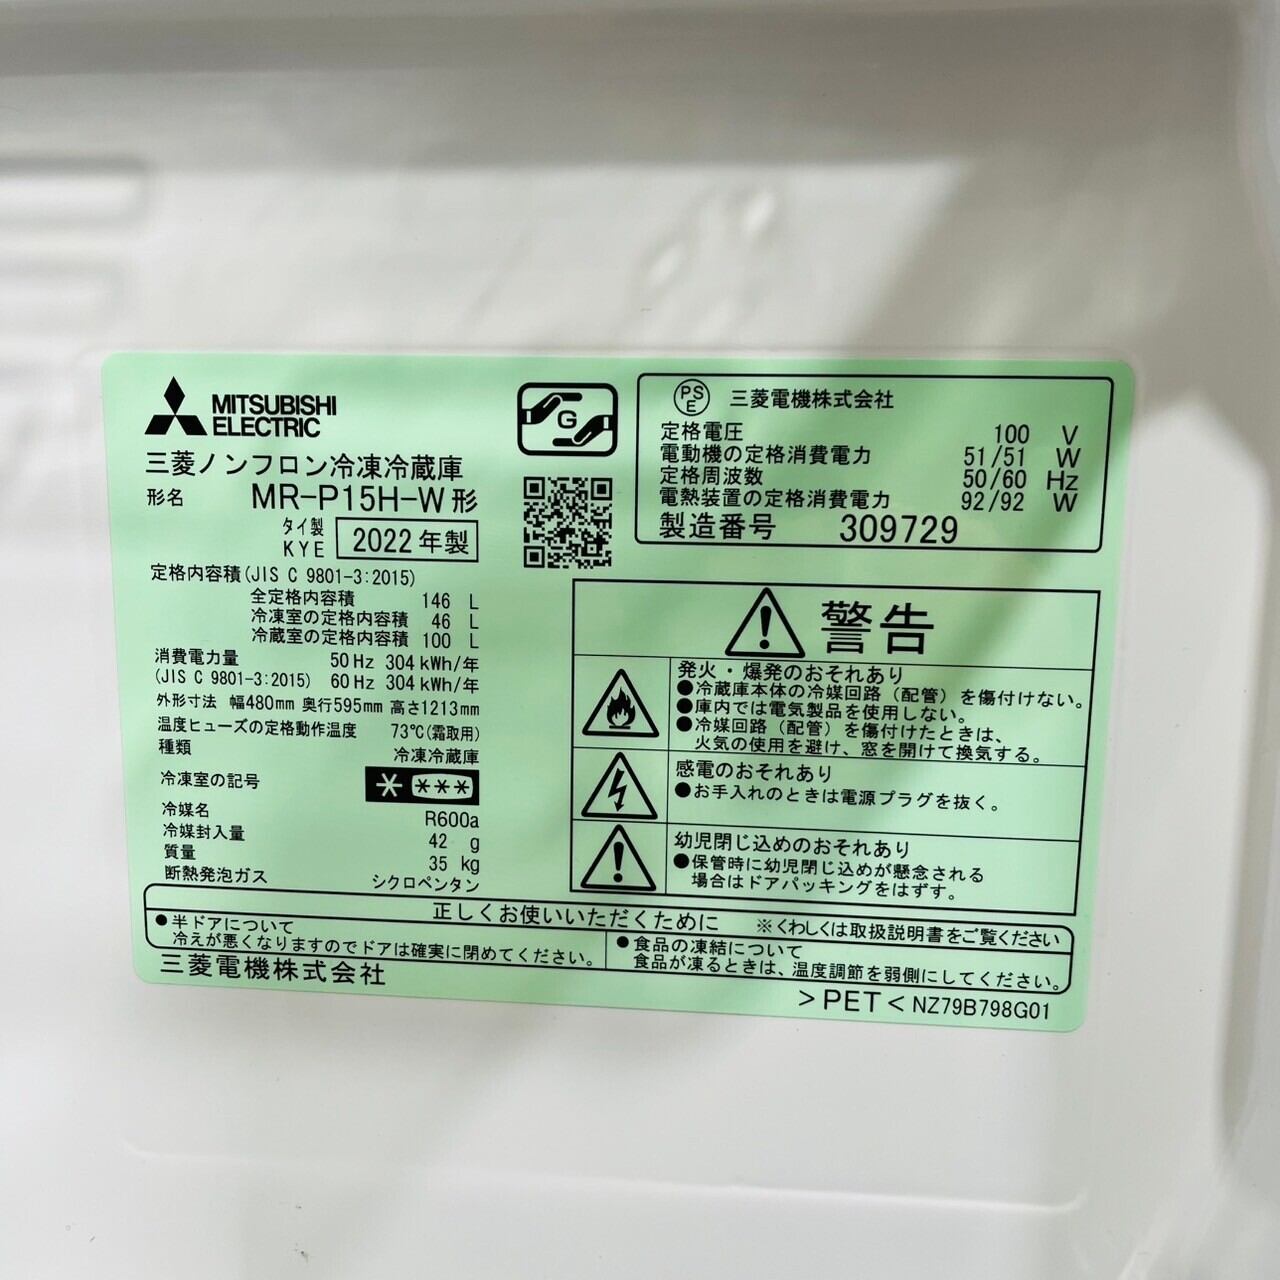 MITSUBISHI
ELECTRIC
三菱ノンフロン冷凍冷蔵庫
形名 MR-P15H-W形
タイ製
KYE 2022年製
定格内容積(JIS C 9801-3:2015)
全定格内容積 146 L
冷凍室の定格内容積 46 L
冷蔵室の定格内容積 100 L
消費電力量 50Hz 304kWh/年
(JIS C 9801-3:2015) 60Hz 304kWh/年
外形寸法 幅480mm 奥行595mm 高さ1213mm
温度ヒューズの定格動作温度 73℃(霜取用)
種類 冷凍冷蔵庫
冷凍室の記号 * ***
冷媒名 R600a
冷媒封入量 42 g
質量 35 kg
断熱発泡ガス シクロペンタン
G
PS
E
三菱電機株式会社
定格電圧 100 V
電動機の定格消費電力 51/51 W
定格周波数 50/60 Hz
電熱装置の定格消費電力 92/92 W
製造番号 309729
警告
発火・爆発のおそれあり
●冷蔵庫本体の冷媒回路(配管)を傷付けない。
●庫内では電気製品を使用しない。
●冷媒回路(配管)を傷付けたときは、
火気の使用を避け、窓を開けて換気する。
感電のおそれあり
●お手入れのときは電源プラグを抜く。
幼児閉じ込めのおそれあり
●保管時に幼児閉じ込めが懸念される
場合はドアパッキングをはずす。
正しくお使いいただくために ※くわしくは取扱説明書をご覧ください
●半ドアについて
冷えが悪くなりますのでドアは確実に閉めてください。
●食品の凍結について
食品が凍るときは、温度調節を弱側にしてください。
三菱電機株式会社
>PET< NZ79B798G01